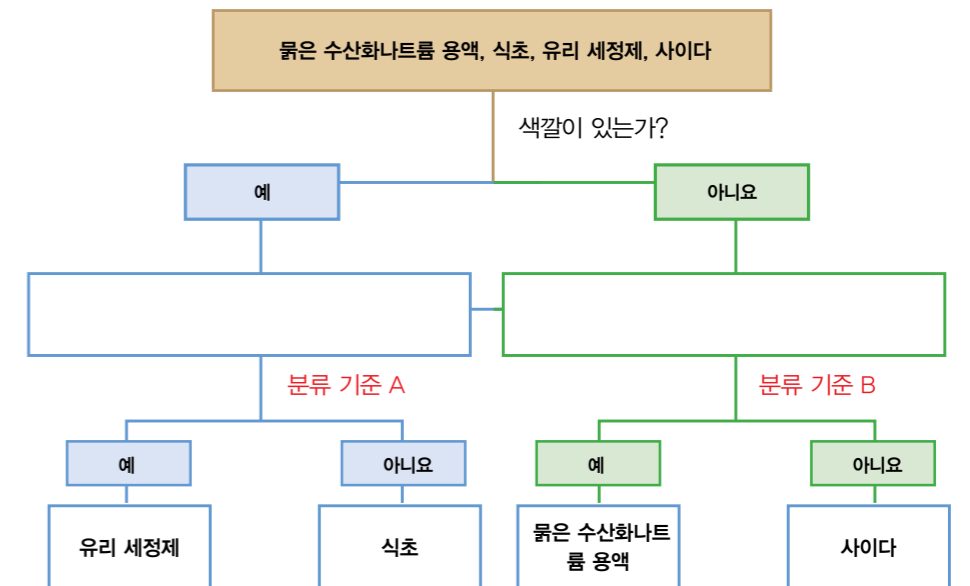 묽은 수산화나트륨 용액, 식초, 유리 세정제, 사이다
색깔이 있는가?
예
아니요
분류 기준 A
분류 기준 B
예
아니요
예
아니요
유리 세정제
식초
묽은 수산화나트
륨 용액
사이다